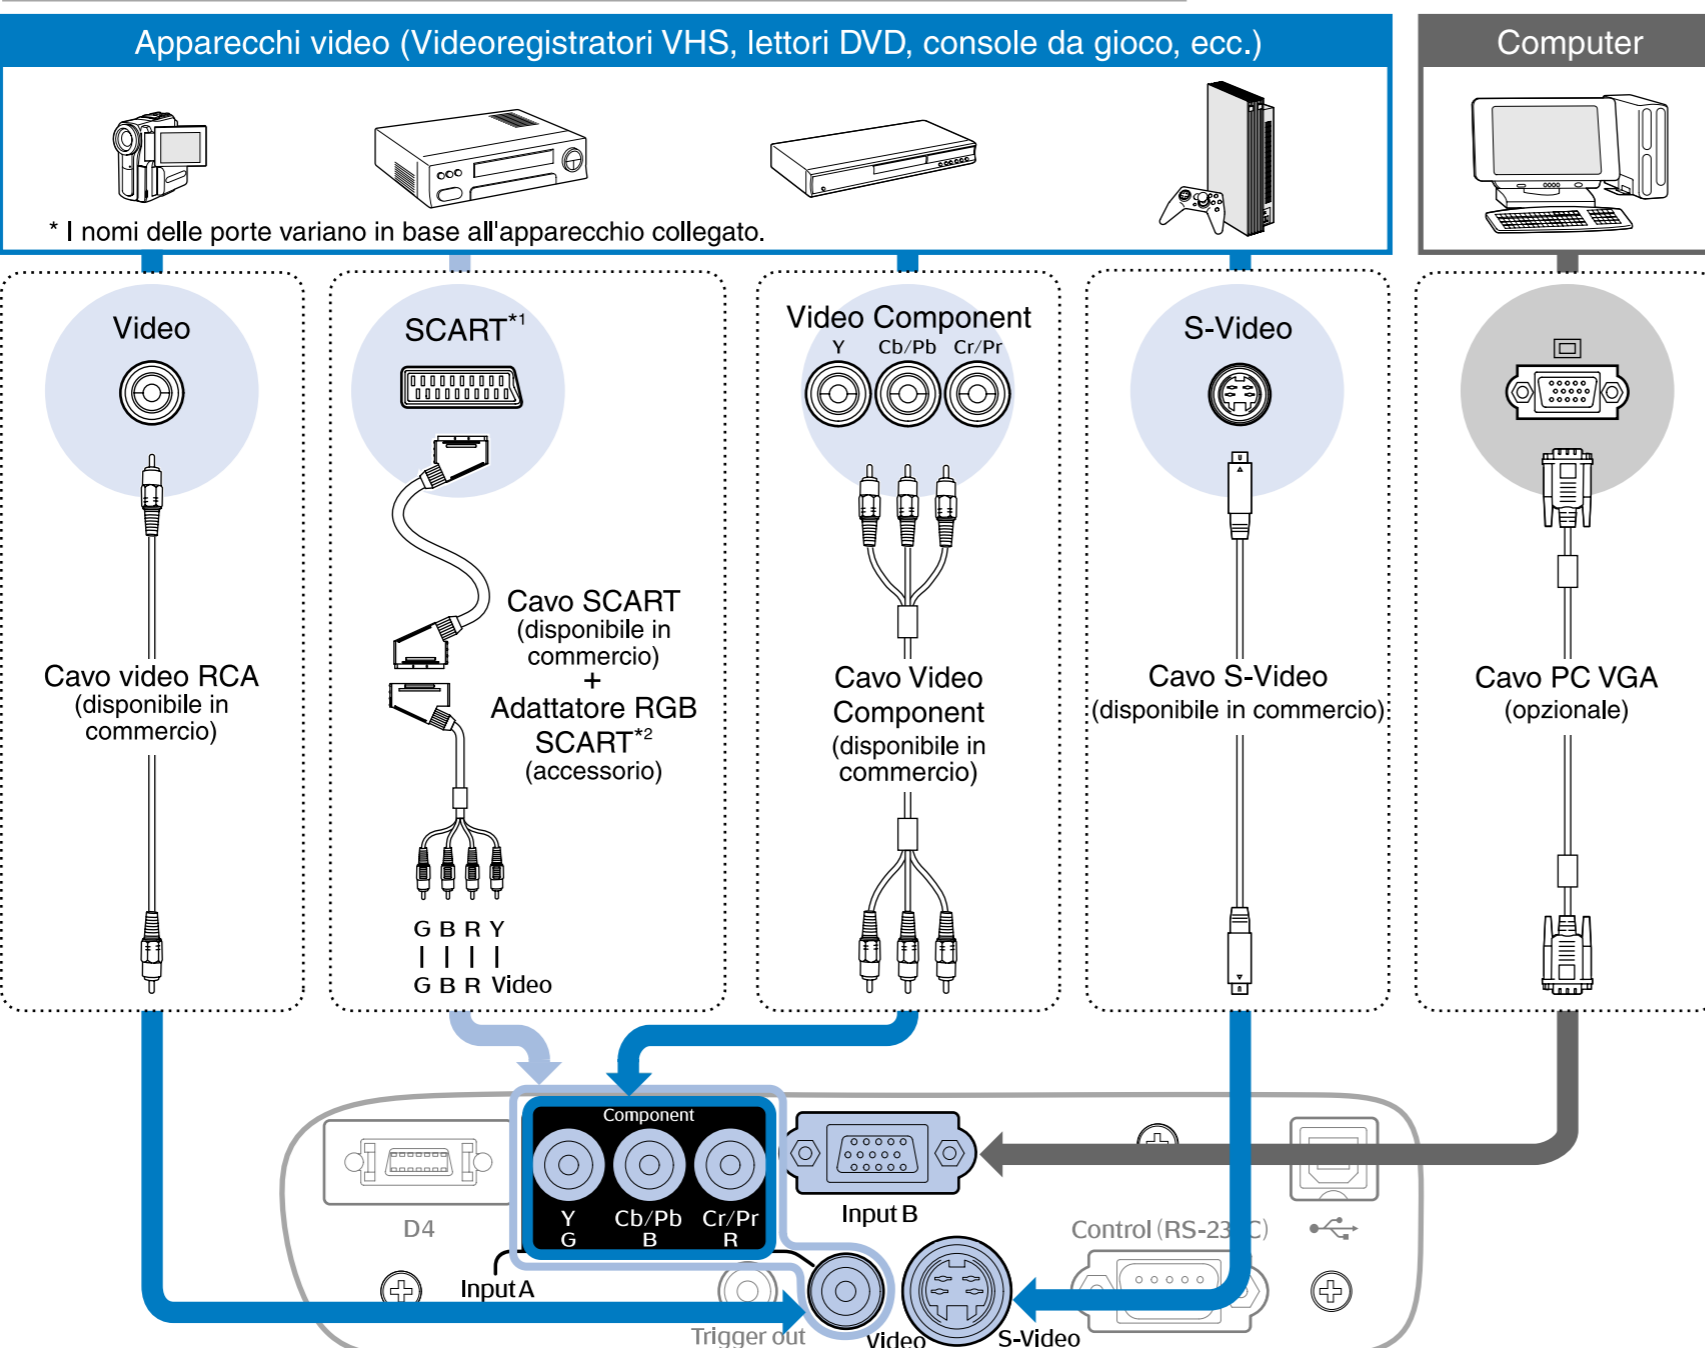 Apparecchi video (Videoregistratori VHS, lettori DVD, console da gioco, ecc.)
Computer
* I nomi delle porte variano in base all'apparecchio collegato.
Video
SCART*1
Video Component
Y Cb/Pb Cr/Pr
S-Video
Cavo video RCA
(disponibile in
commercio)
Cavo SCART
(disponibile in
commercio)
+
Adattatore RGB
SCART*2
(accessorio)
G B R Y
G B R Video
Cavo Video
Component
(disponibile in
commercio)
Cavo S-Video
(disponibile in commercio)
Cavo PC VGA
(opzionale)
Component
Y Cb/Pb Cr/Pr
G B R
D4
Input A
Input B
Control (RS-232C)
Trigger out
Video
S-Video